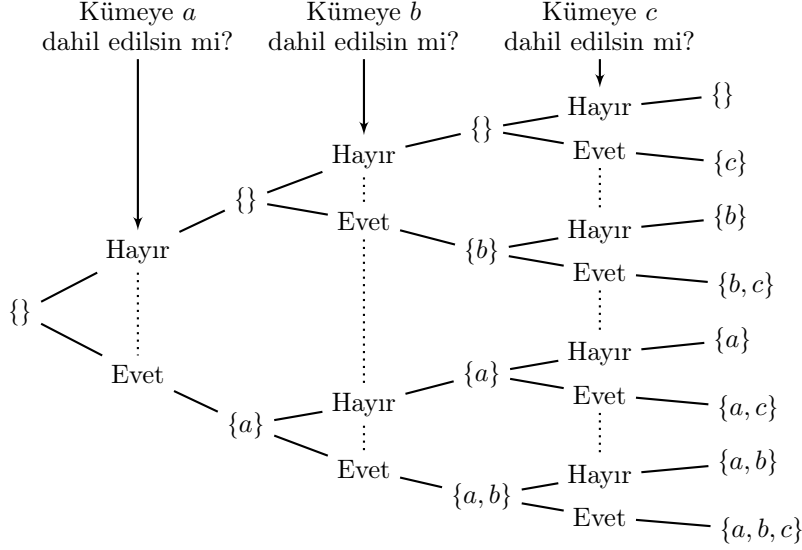 Kümeye a
dahil edilsin mi?
Kümeye b
dahil edilsin mi?
Kümeye c
dahil edilsin mi?
{}
Hayır
Evet
{}
{a}
Hayır
Evet
Hayır
Evet
{}
{b}
{a}
{a, b}
Hayır
Evet
Hayır
Evet
Hayır
Evet
Hayır
Evet
{}
{c}
{b}
{b, c}
{a}
{a, c}
{a, b}
{a, b, c}